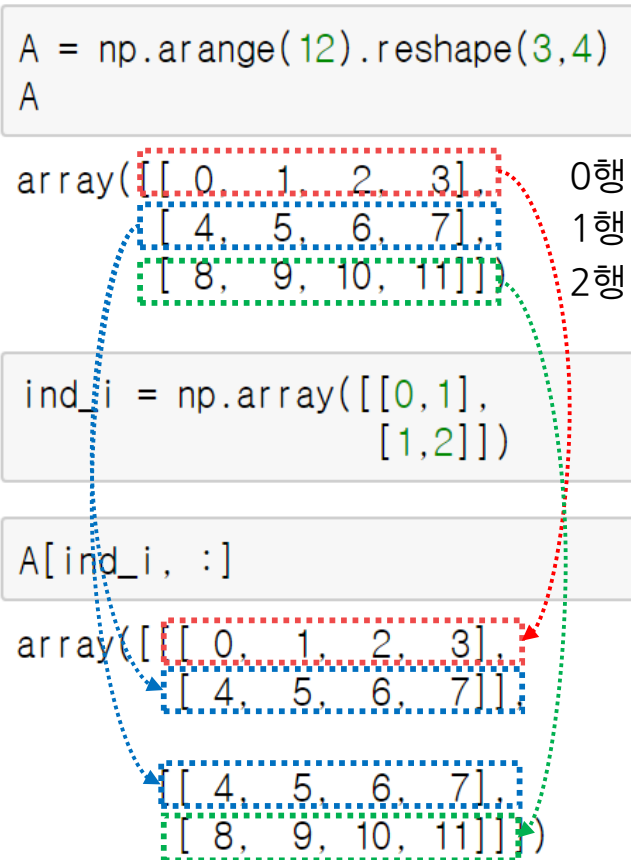 A = np.arange(12).reshape(3,4)
A
array([[ 0, 1, 2, 3], 0행
[ 4, 5, 6, 7], 1행
[ 8, 9, 10, 11]]) 2행
ind_i = np.array([[0,1],
[1,2]])
A[ind_i, :]
array([[[ 0, 1, 2, 3],
[ 4, 5, 6, 7]],
[[ 4, 5, 6, 7],
[ 8, 9, 10, 11]]])